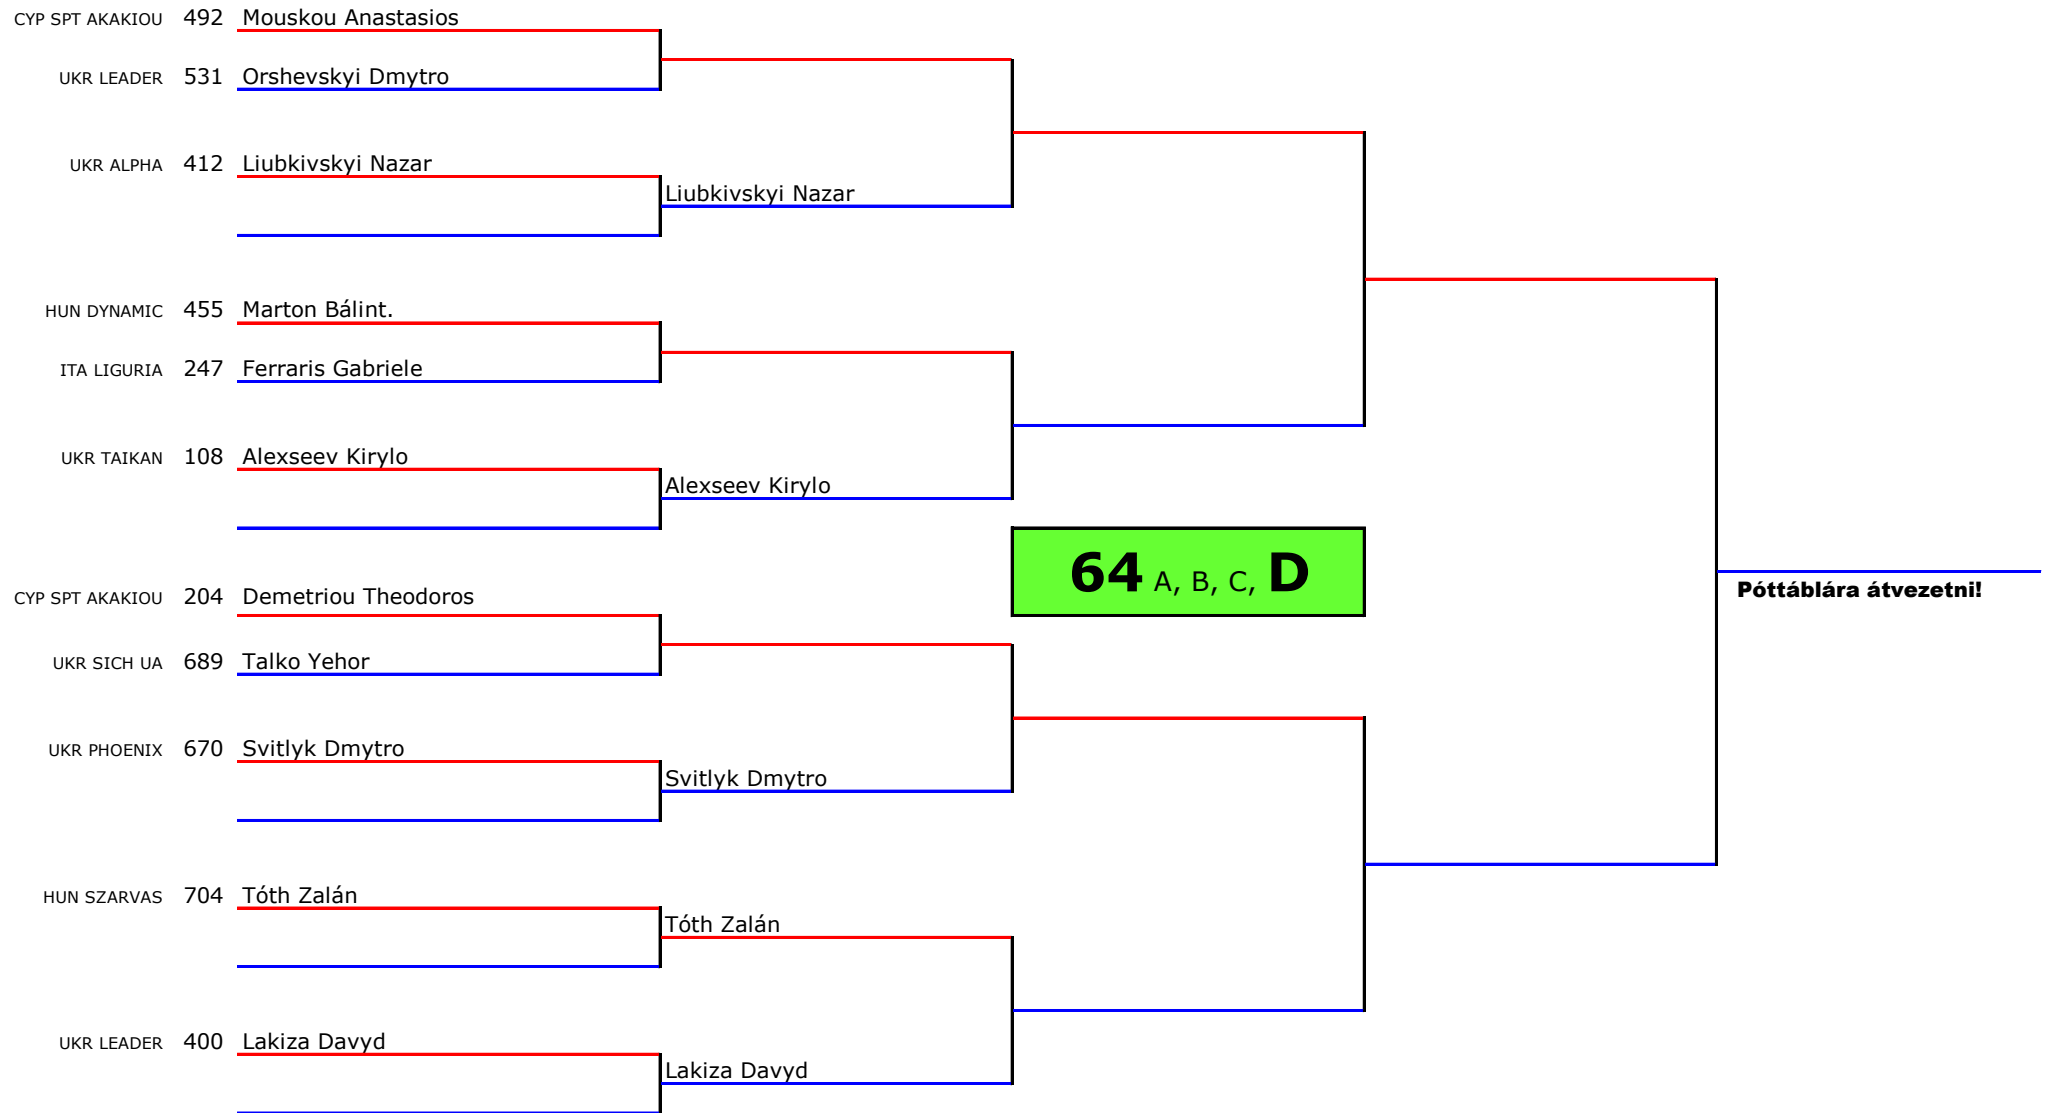 CYP SPT AKAKIOU 492 Mouskou Anastasios
UKR LEADER 531 Orshevskyi Dmytro
UKR ALPHA 412 Liubkivskyi Nazar
Liubkivskyi Nazar
HUN DYNAMIC 455 Marton Bálint.
ITA LIGURIA 247 Ferraris Gabriele
UKR TAIKAN 108 Alexseev Kirylo
Alexseev Kirylo
64 A, B, C, D
Póttáblára átvezetni!
CYP SPT AKAKIOU 204 Demetriou Theodoros
UKR SICH UA 689 Talko Yehor
UKR PHOENIX 670 Svitlyk Dmytro
Svitlyk Dmytro
HUN SZARVAS 704 Tóth Zalán
Tóth Zalán
UKR LEADER 400 Lakiza Davyd
Lakiza Davyd